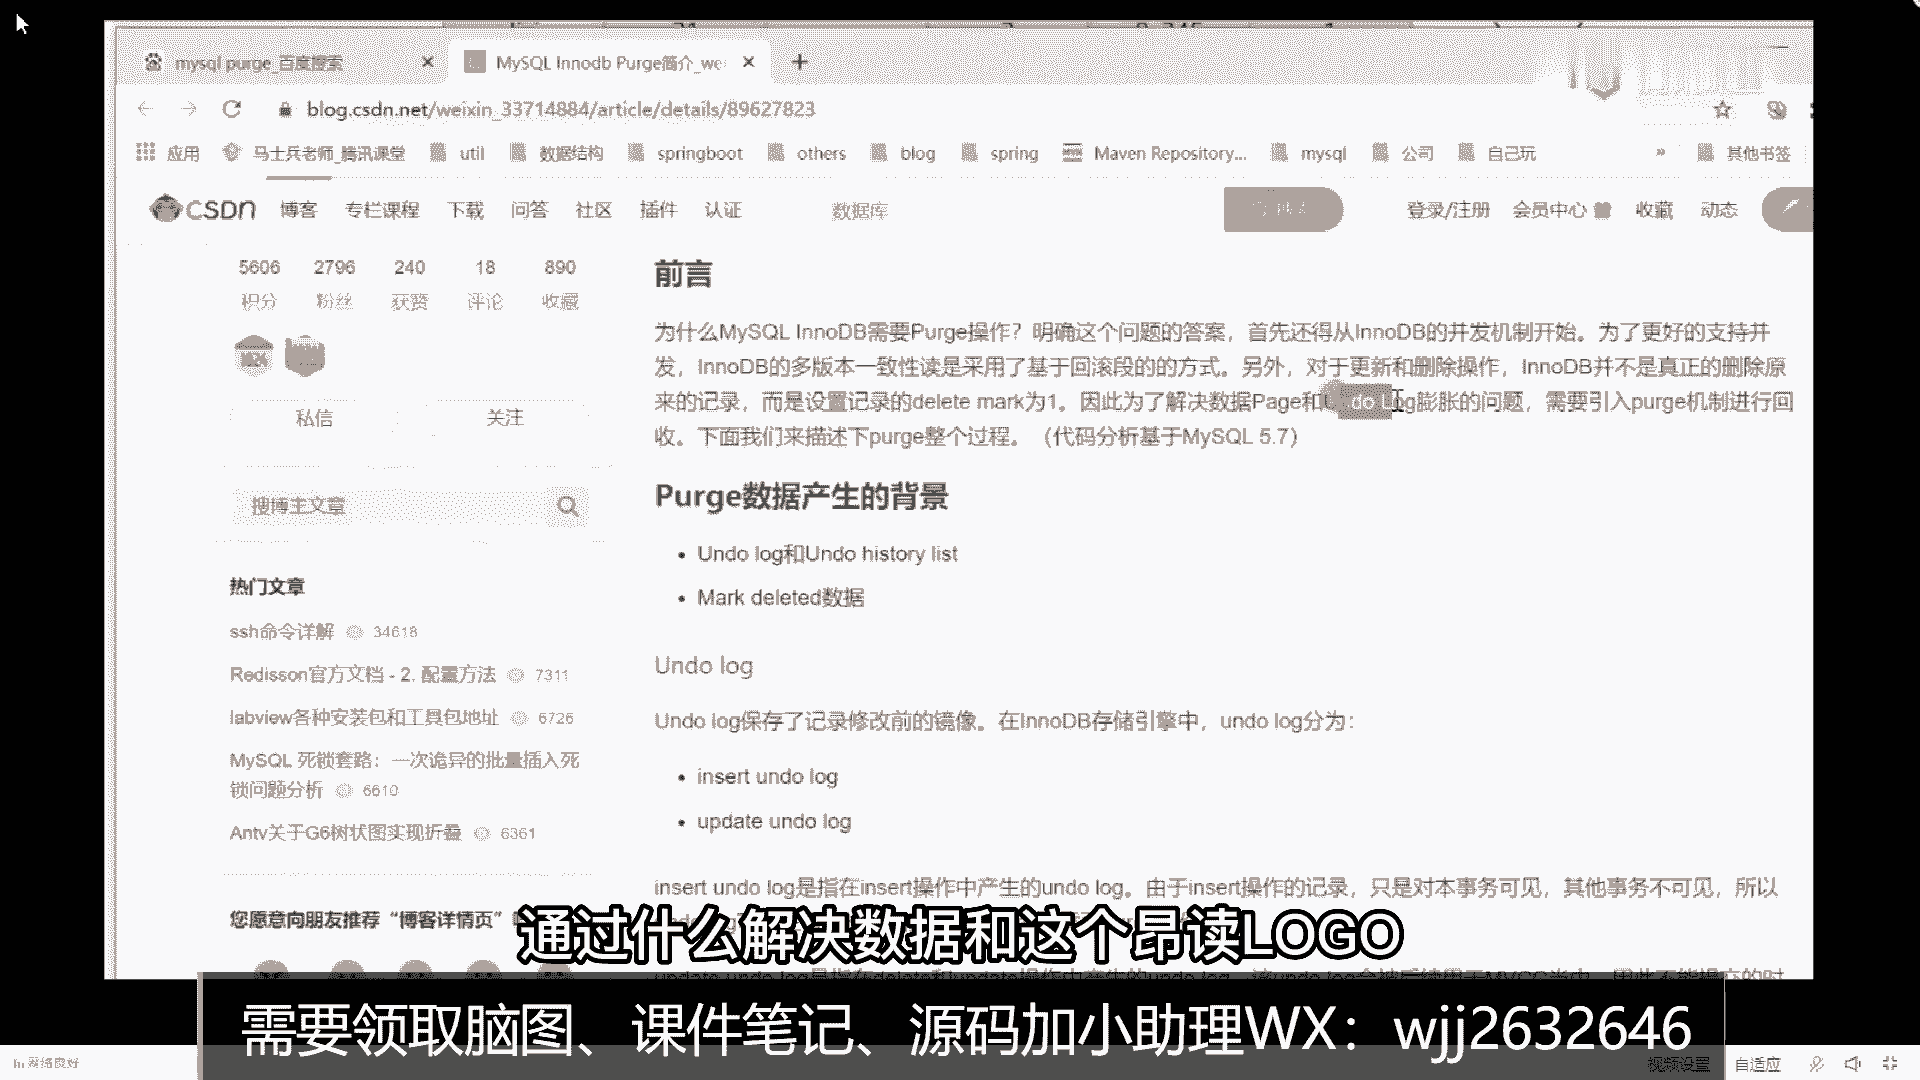 mysql purge_百度搜索
MySQL Innodb Purge简介_we
blog.csdn.net/weixin_33714884/article/details/89627823
应用 马士兵老师_腾讯课堂 util 数据结构 springboot others blog spring Maven Repository... mysql 公司 自己玩 » 其他书签
CSDN 博客 专栏课程 下载 问答 社区 插件 认证 数据库 登录/注册 会员中心 收藏 动态
5606 2796 240 18 890
积分 粉丝 获赞 评论 收藏
私信 关注
搜博主文章
热门文章
ssh命令详解 34618
Redisson官方文档 - 2. 配置方法 7311
labview各种安装包和工具包地址 6726
MySQL 死锁套路：一次诡异的批量插入死
锁问题分析 6610
Antv关于G6树状图实现折叠 6361
您愿意向朋友推荐“博客详情页”
前言
为什么MySQL InnoDB需要Purge操作？明确这个问题的答案，首先还得从InnoDB的并发机制开始。为了更好的支持并
发，InnoDB的多版本一致性读是采用了基于回滚段的的方式。另外，对于更新和删除操作，InnoDB并不是真正的删除原
来的记录，而是设置记录的delete mark为1。因此为了解决数据Page和Undo Log膨胀的问题，需要引入purge机制进行回
收。下面我们来描述下purge整个过程。（代码分析基于MySQL 5.7）
Purge数据产生的背景
• Undo log和Undo history list
• Mark deleted数据
Undo log
Undo log保存了记录修改前的镜像。在InnoDB存储引擎中，undo log分为：
• insert undo log
• update undo log
insert undo log是指在insert操作中产生的undo log。由于insert操作的记录，只是对本事务可见，其他事务不可见，所以
通过什么解决数据和这个昂读LOGO
需要领取脑图、课件笔记、源码加小助理WX：wjj2632646
网络良好
视频设置 自适应